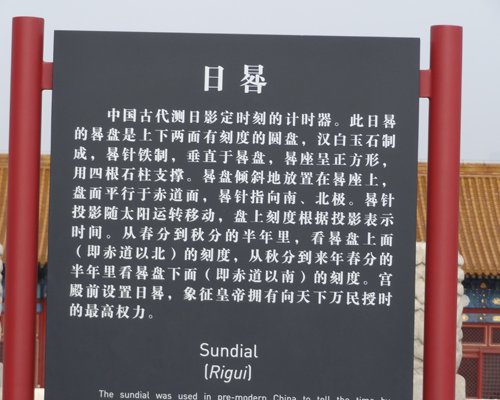 日晷
中国古代测日影定时刻的计时器。此日晷
的晷盘是上下两面有刻度的圆盘，汉白玉石制
成，晷针铁制，垂直于晷盘，晷座呈正方形，
用四根石柱支撑。晷盘倾斜地放置在晷座上，
盘面平行于赤道面，晷针指向南、北极。晷针
投影随太阳运转移动，盘上刻度根据投影表示
时间。从春分到秋分的半年里，看晷盘上面
（即赤道以北）的刻度，从秋分到来年春分的
半年里看晷盘下面（即赤道以南）的刻度。宫
殿前设置日晷，象征皇帝拥有向天下万民授时
的最高权力。
Sundial
(Rigui)
The sundial was used in pre-modern China to tell the time by